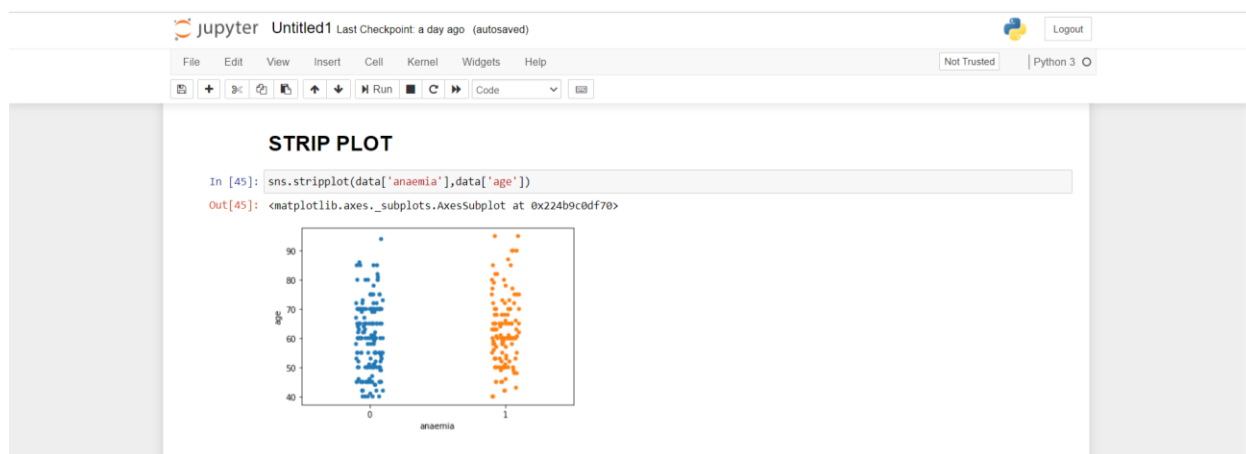 jupyter Untitled1 Last Checkpoint: a day ago (autosaved) Logout
File Edit View Insert Cell Kernel Widgets Help Not Trusted Python 3
Run Code
STRIP PLOT
In [45]: sns.stripplot(data['anaemia'],data['age'])
Out[45]: <matplotlib.axes._subplots.AxesSubplot at 0x224b9c0df70>
90
80
70
age
60
50
40
0 1
anaemia